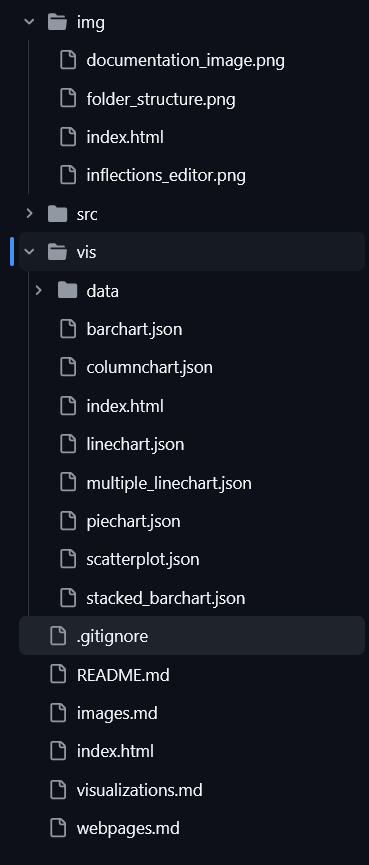 img
documentation_image.png
folder_structure.png
index.html
inflections_editor.png
src
vis
data
barchart.json
columnchart.json
index.html
linechart.json
multiple_linechart.json
piechart.json
scatterplot.json
stacked_barchart.json
.gitignore
README.md
images.md
index.html
visualizations.md
webpages.md